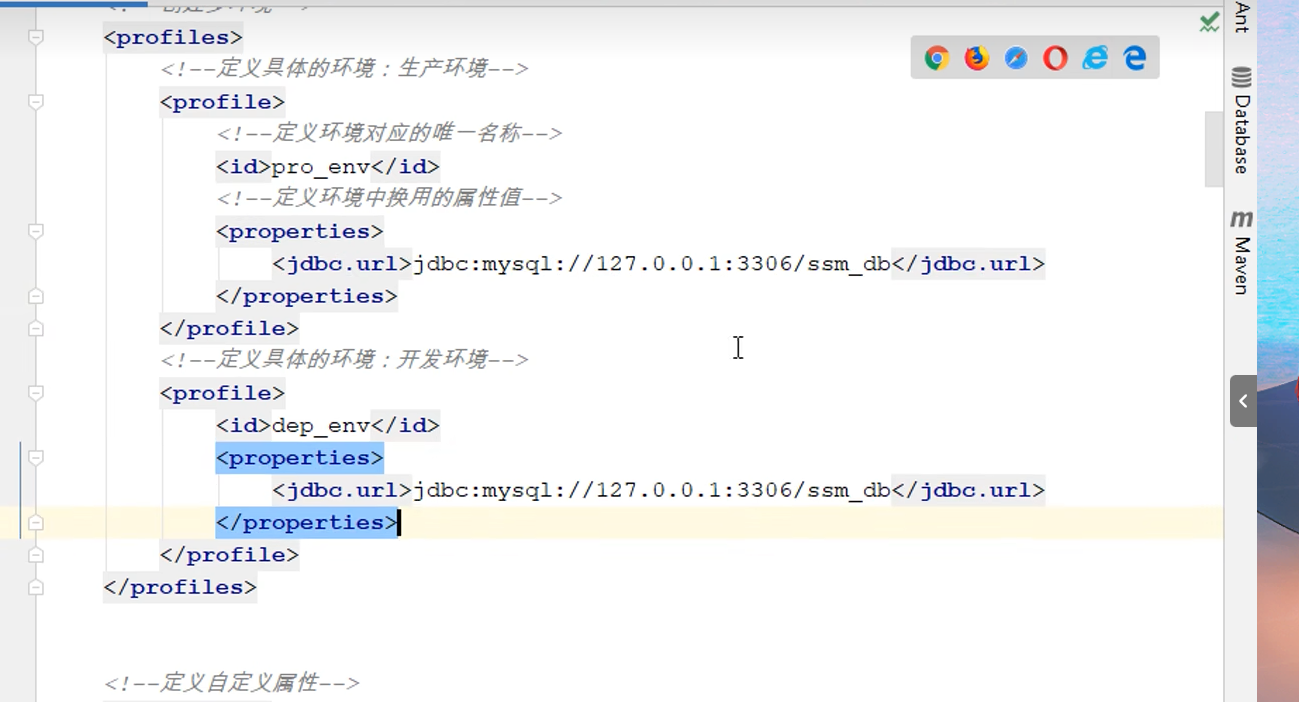 <profiles>
<!--定义具体的环境：生产环境-->
<profile>
<!--定义环境对应的唯一名称-->
<id>pro_env</id>
<!--定义环境中换用的属性值-->
<properties>
<jdbc.url>jdbc:mysql://127.0.0.1:3306/ssm_db</jdbc.url>
</properties>
</profile>
<!--定义具体的环境：开发环境-->
<profile>
<id>dep_env</id>
<properties>
<jdbc.url>jdbc:mysql://127.0.0.1:3306/ssm_db</jdbc.url>
</properties>
</profile>
</profiles>
<!--定义自定义属性-->
Ant
Database
m Maven